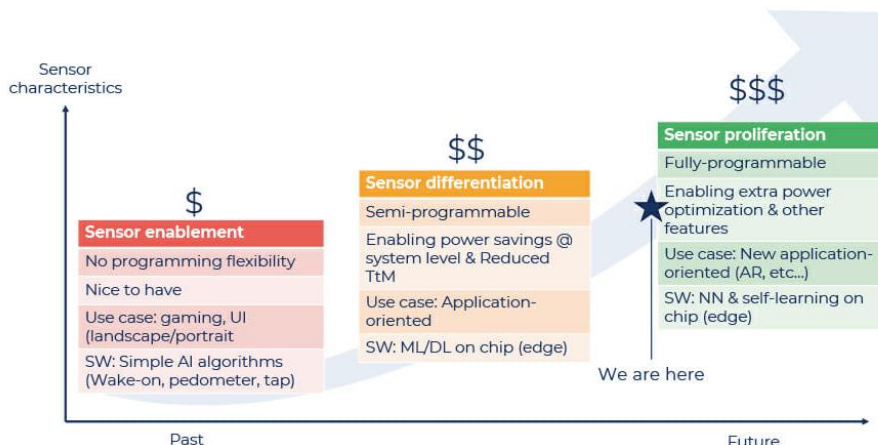 Sensor
characteristics
$
Sensor enablement
No programming flexibility
Nice to have
Use case: gaming, UI
(landscape/portrait
SW: Simple AI algorithms
(Wake-on, pedometer, tap)
$$
Sensor differentiation
Semi-programmable
Enabling power savings @
system level & Reduced
TtM
Use case: Application-
oriented
SW: ML/DL on chip (edge)
$$$
Sensor proliferation
Fully-programmable
Enabling extra power
optimization & other
features
Use case: New application-
oriented (AR, etc...)
SW: NN & self-learning on
chip (edge)
We are here
Past
Future